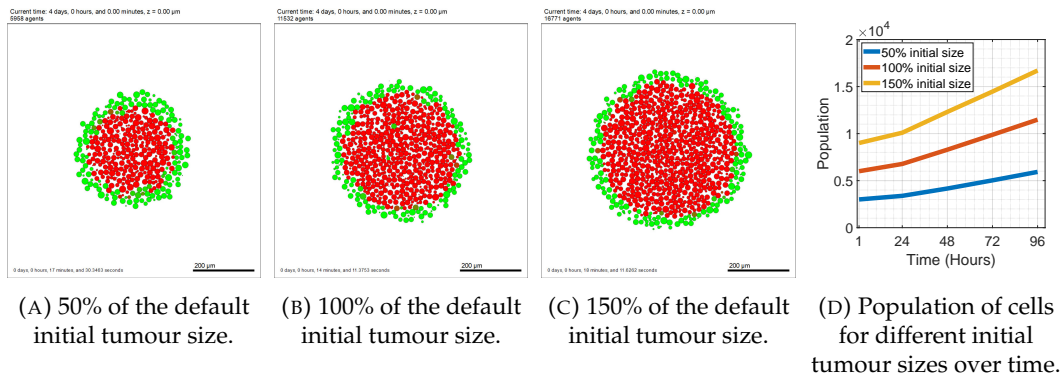 Current time: 4 days, 0 hours, and 0.00 minutes, z = 0.00 µm
5958 agents
0 days, 0 hours, 17 minutes, and 30.3463 seconds
200 µm
Current time: 4 days, 0 hours, and 0.00 minutes, z = 0.00 µm
11532 agents
0 days, 0 hours, 14 minutes, and 11.3753 seconds
200 µm
Current time: 4 days, 0 hours, and 0.00 minutes, z = 0.00 µm
16771 agents
0 days, 0 hours, 18 minutes, and 11.6262 seconds
200 µm
×10⁴
2
1.5
1
0.5
0
Population
50% initial size
100% initial size
150% initial size
1 24 48 72 96
Time (Hours)
(A) 50% of the default
initial tumour size.
(B) 100% of the default
initial tumour size.
(C) 150% of the default
initial tumour size.
(D) Population of cells
for different initial
tumour sizes over time.